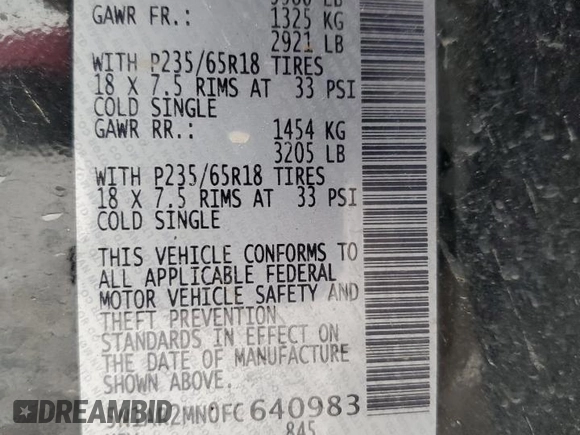 GAWR FR.: 1325 KG
2921 LB
WITH P235/65R18 TIRES
18 X 7.5 RIMS AT 33 PSI
COLD SINGLE
GAWR RR.: 1454 KG
3205 LB
WITH P235/65R18 TIRES
18 X 7.5 RIMS AT 33 PSI
COLD SINGLE
THIS VEHICLE CONFORMS TO
ALL APPLICABLE FEDERAL
MOTOR VEHICLE SAFETY AND
THEFT PREVENTION
STANDARDS IN EFFECT ON
THE DATE OF MANUFACTURE
SHOWN ABOVE.
2MN0FC640983
845
DREAMBID.com